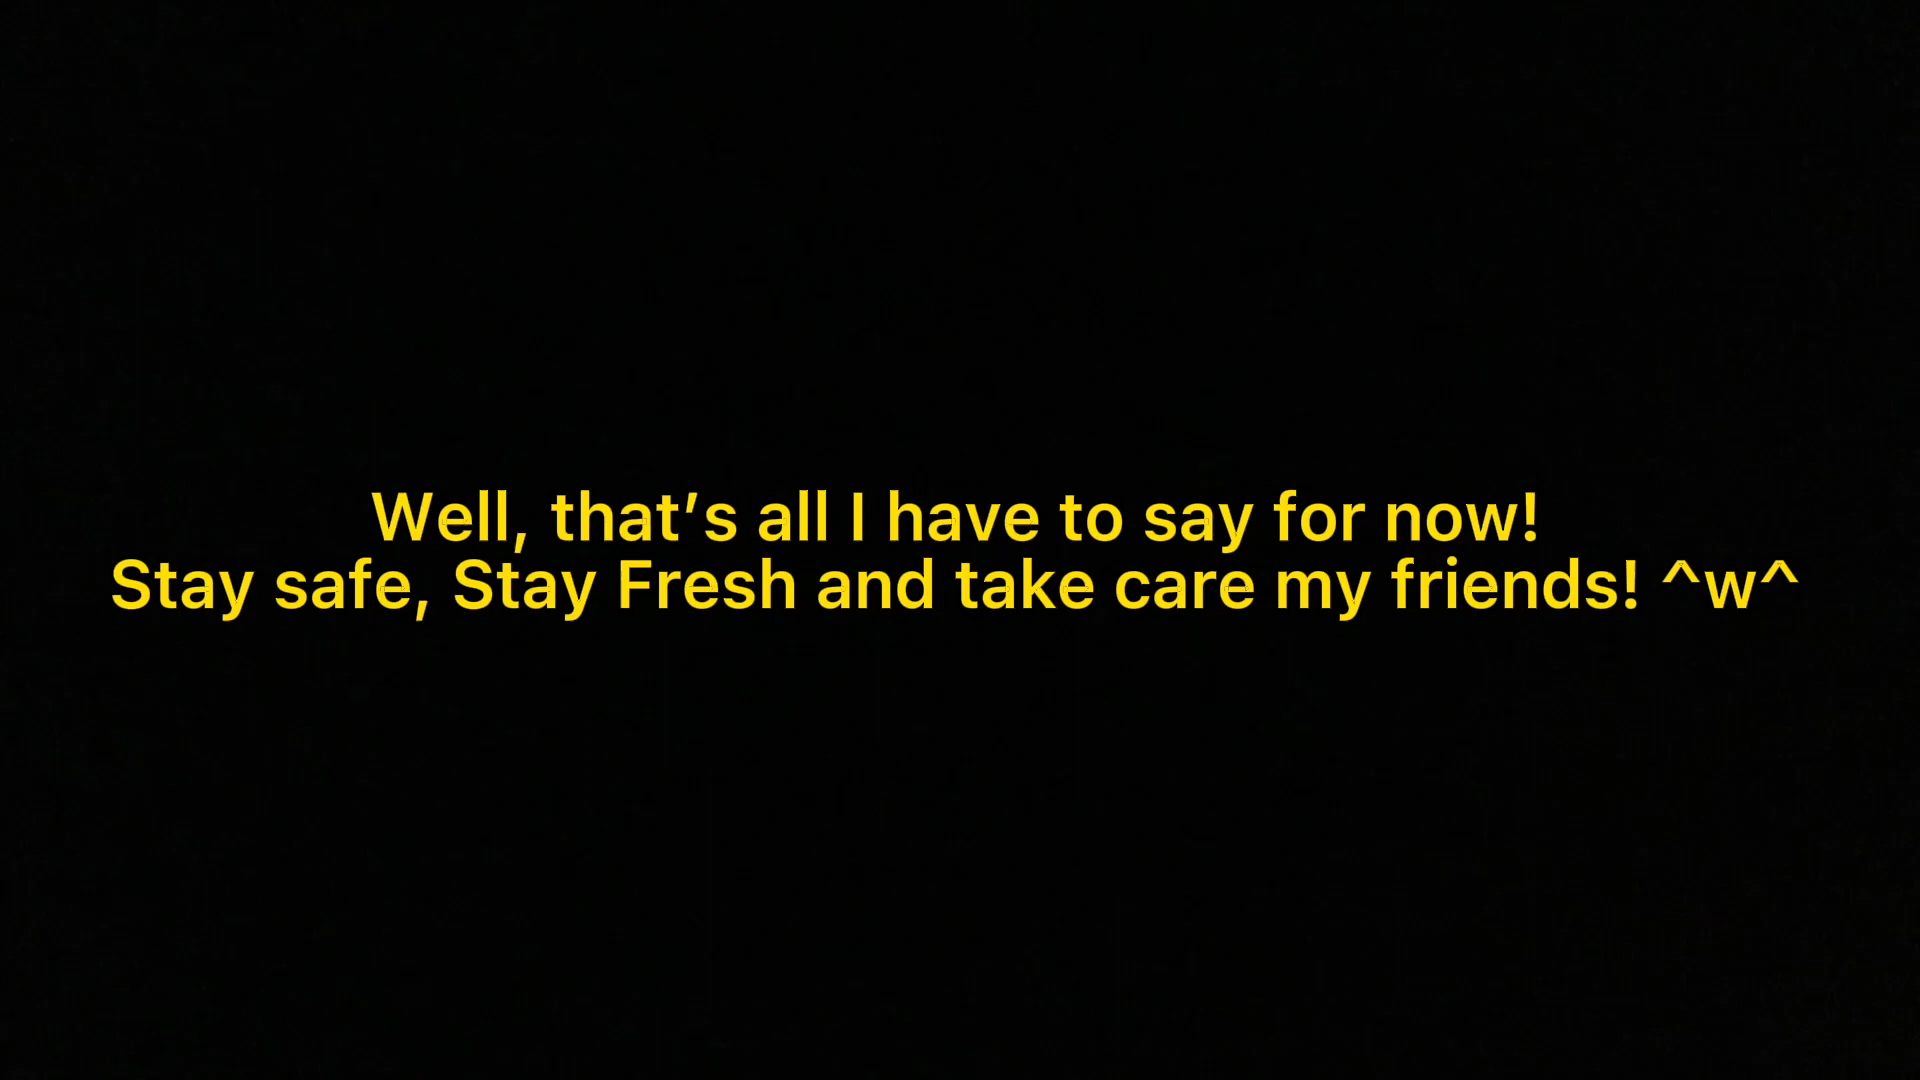 Well, that’s all I have to say for now!
Stay safe, Stay Fresh and take care my friends! ^w^